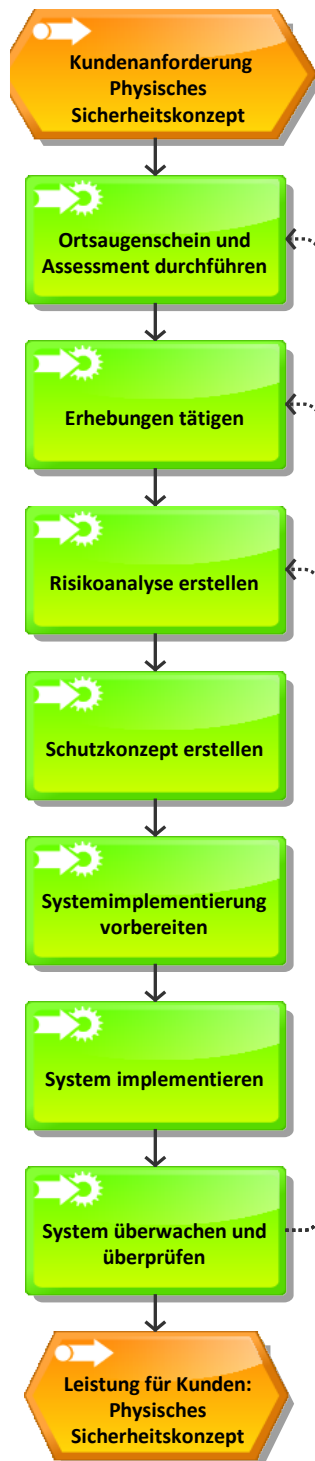 Kundenanforderung
Physisches
Sicherheitskonzept
Ortsaugenschein und
Assessment durchführen
Erhebungen tätigen
Risikoanalyse erstellen
Schutzkonzept erstellen
Systemimplementierung
vorbereiten
System implementieren
System überwachen und
überprüfen
Leistung für Kunden:
Physisches
Sicherheitskonzept